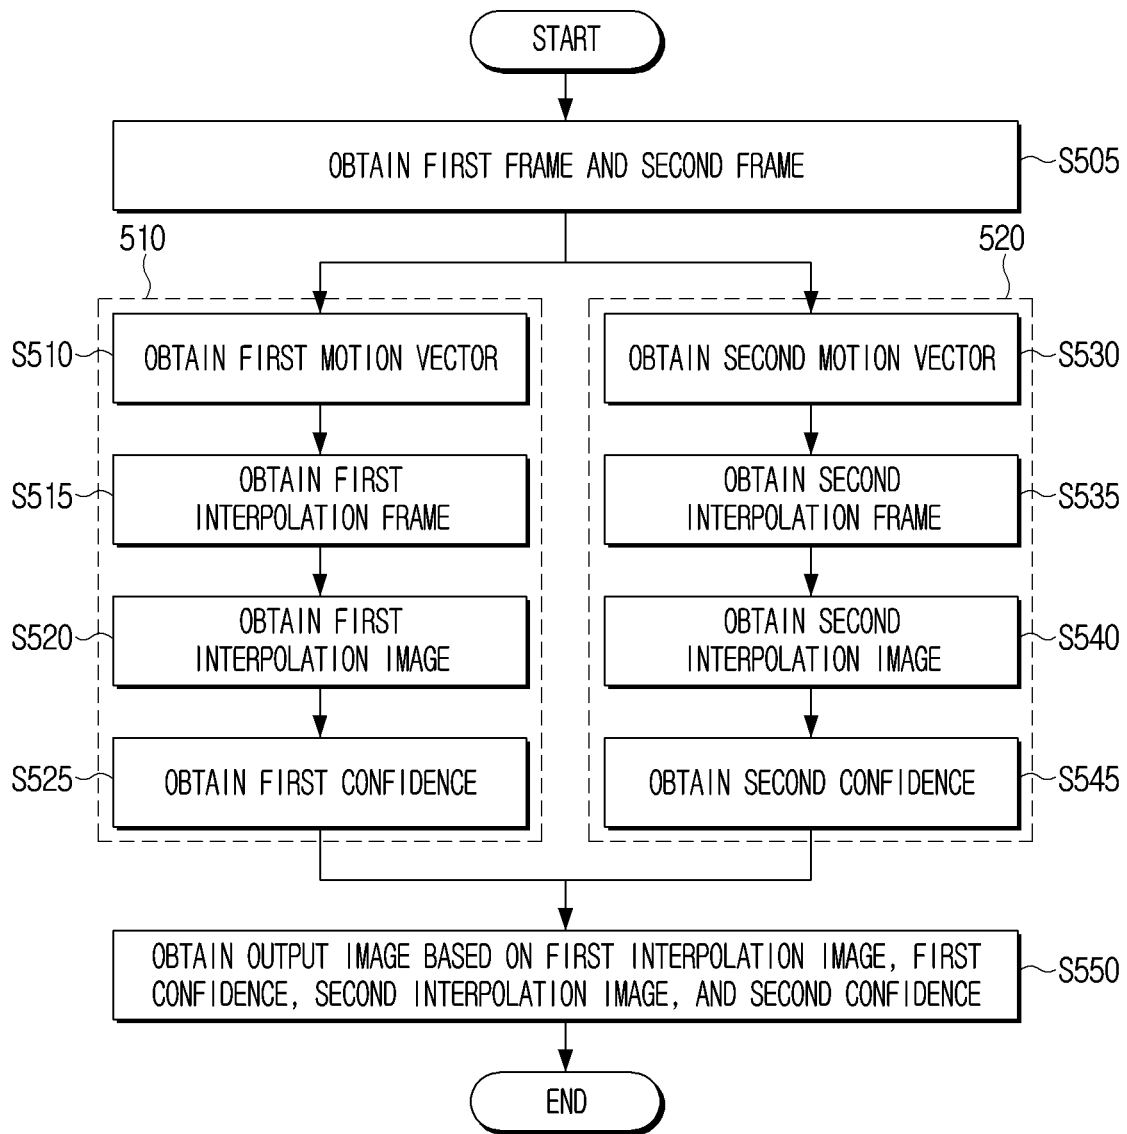 START
OBTAIN FIRST FRAME AND SECOND FRAME
S505
510
520
S510
OBTAIN FIRST MOTION VECTOR
OBTAIN SECOND MOTION VECTOR
S530
S515
OBTAIN FIRST
INTERPOLATION FRAME
OBTAIN SECOND
INTERPOLATION FRAME
S535
S520
OBTAIN FIRST
INTERPOLATION IMAGE
OBTAIN SECOND
INTERPOLATION IMAGE
S540
S525
OBTAIN FIRST CONFIDENCE
OBTAIN SECOND CONFIDENCE
S545
OBTAIN OUTPUT IMAGE BASED ON FIRST INTERPOLATION IMAGE, FIRST
CONFIDENCE, SECOND INTERPOLATION IMAGE, AND SECOND CONFIDENCE
S550
END